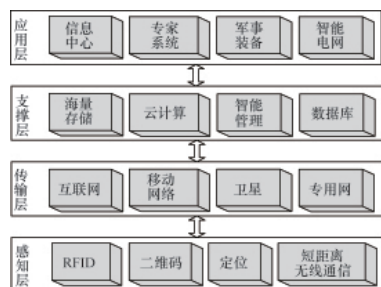 应用层
信息
中心
专家
系统
军事
装备
智能
电网
支撑层
海量
存储
云计算
智能
管理
数据库
传输层
互联网
移动
网络
卫星
专用网
感知层
RFID
二维码
定位
短距离
无线通信